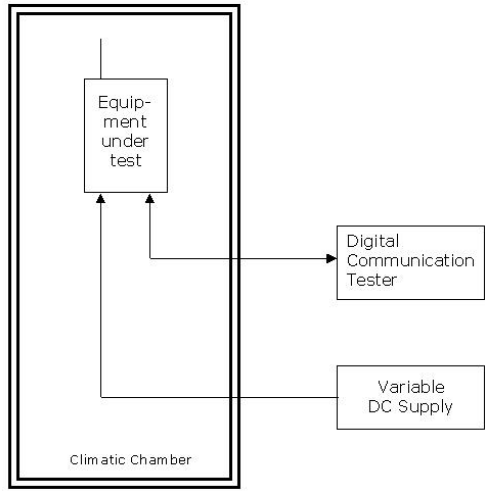 Equip-
ment
under
test
Digital
Communication
Tester
Variable
DC Supply
Climatic Chamber